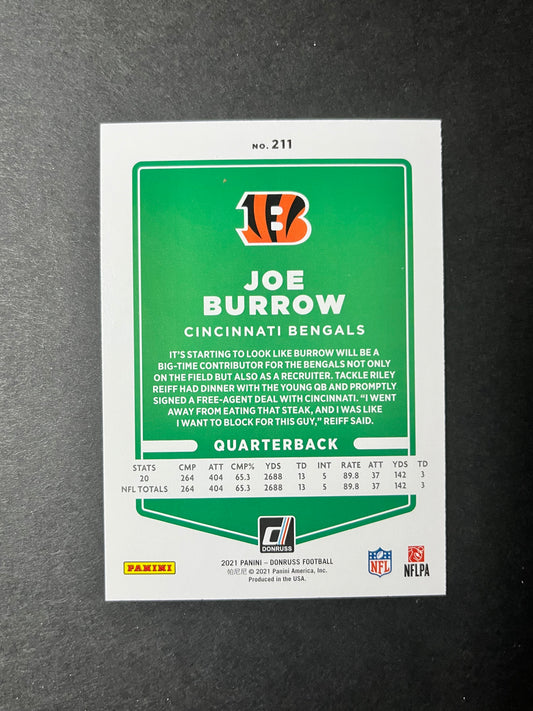 NO. 211
B
JOE
BURROW
CINCINNATI BENGALS
IT'S STARTING TO LOOK LIKE BURROW WILL BE A
BIG-TIME CONTRIBUTOR FOR THE BENGALS NOT ONLY
ON THE FIELD BUT ALSO AS A RECRUITER. TACKLE RILEY
REIFF HAD DINNER WITH THE YOUNG QB AND PROMPTLY
SIGNED A FREE-AGENT DEAL WITH CINCINNATI. “I WENT
AWAY FROM EATING THAT STEAK, AND I WAS LIKE
I WANT TO BLOCK FOR THIS GUY,” REIFF SAID.
QUARTERBACK
STATS CMP ATT CMP% YDS TD INT RATE ATT YDS TD
20 264 404 65.3 2688 13 5 89.8 37 142 3
NFL TOTALS 264 404 65.3 2688 13 5 89.8 37 142 3
d
DONRUSS
PANINI
2021 PANINI – DONRUSS FOOTBALL
帕尼尼 © 2021 Panini America, Inc.
Produced in the USA.
NFL
NFLPA